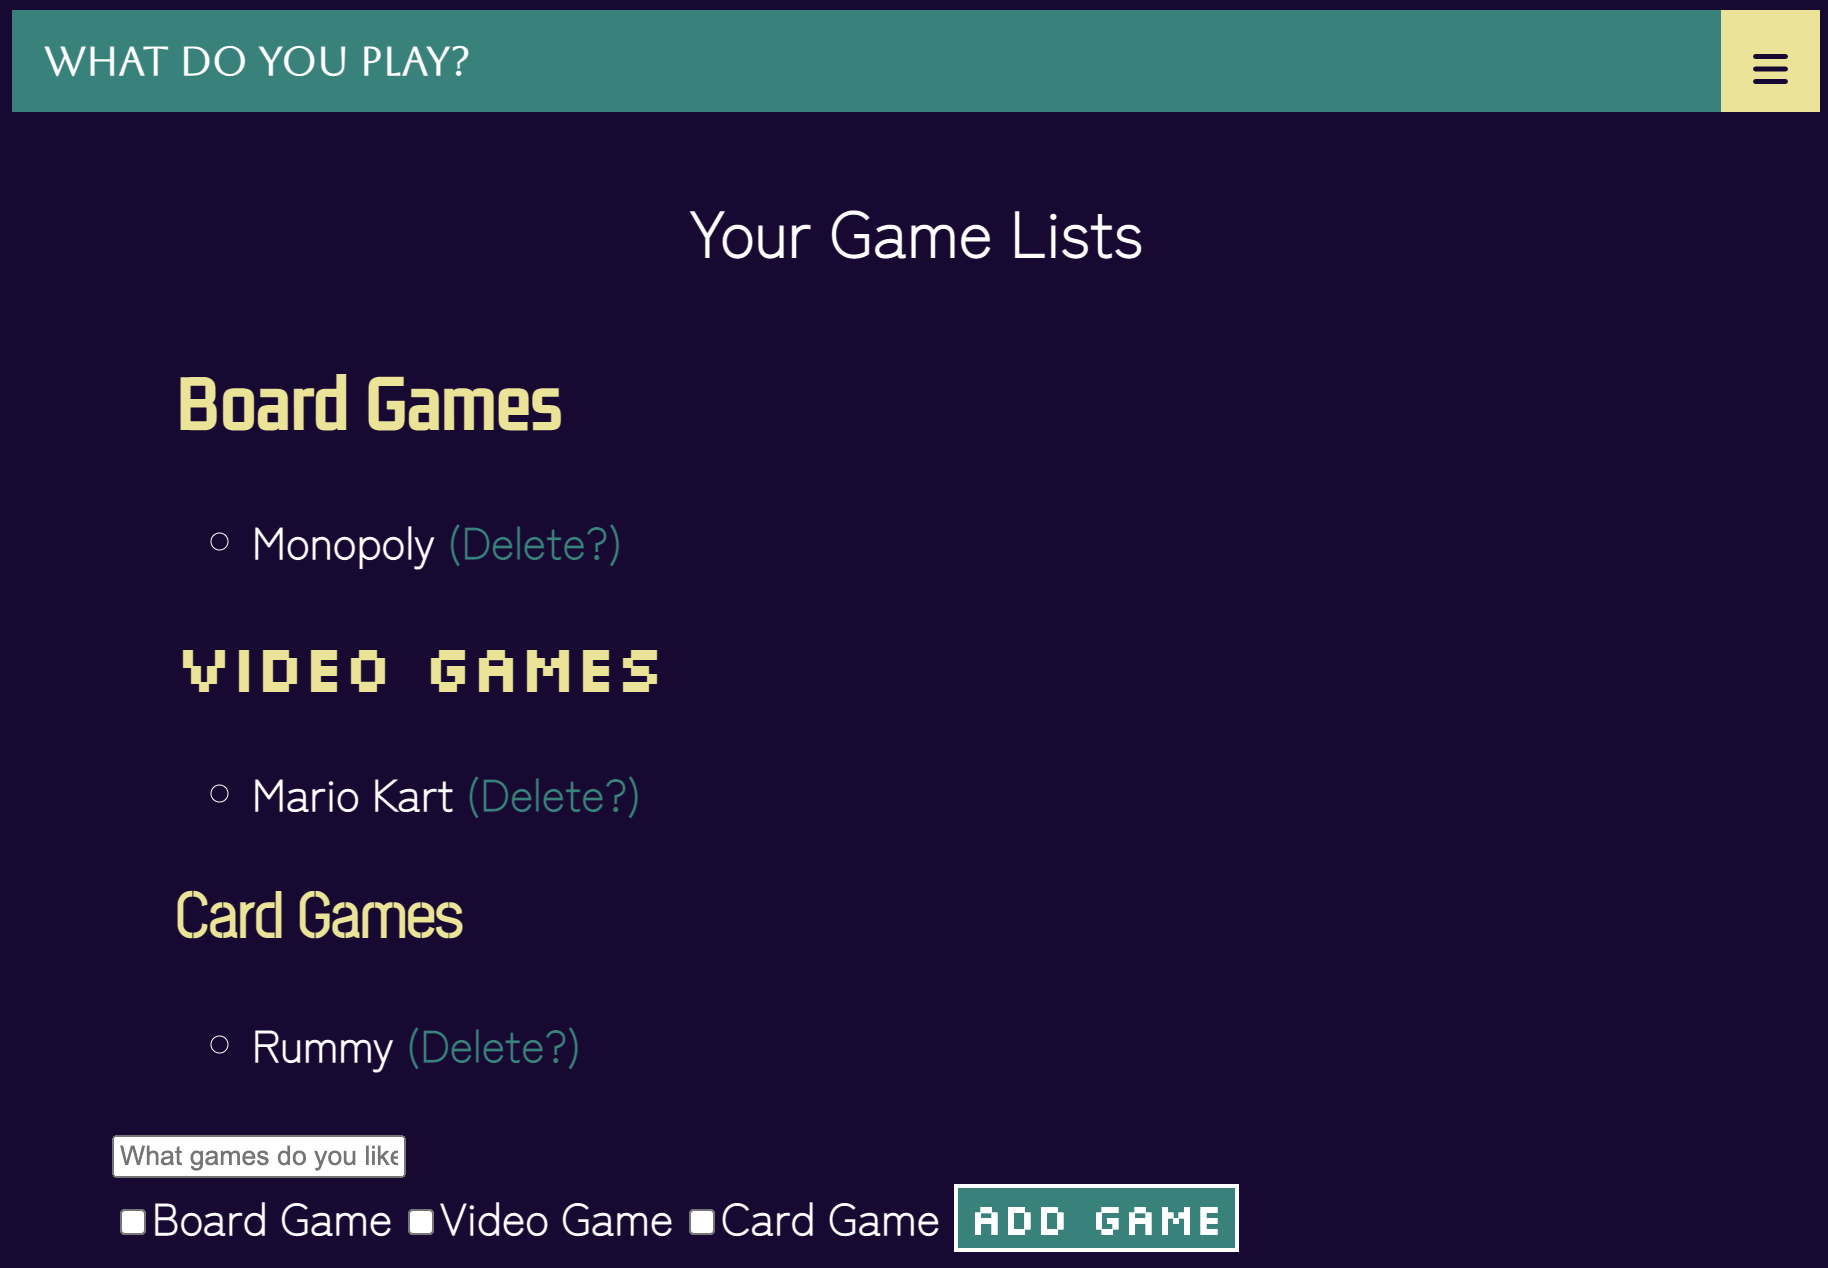 WHAT DO YOU PLAY?
Your Game Lists
Board Games
Monopoly (Delete?)
VIDEO GAMES
Mario Kart (Delete?)
Card Games
Rummy (Delete?)
What games do you like
Board Game Video Game Card Game ADD GAME